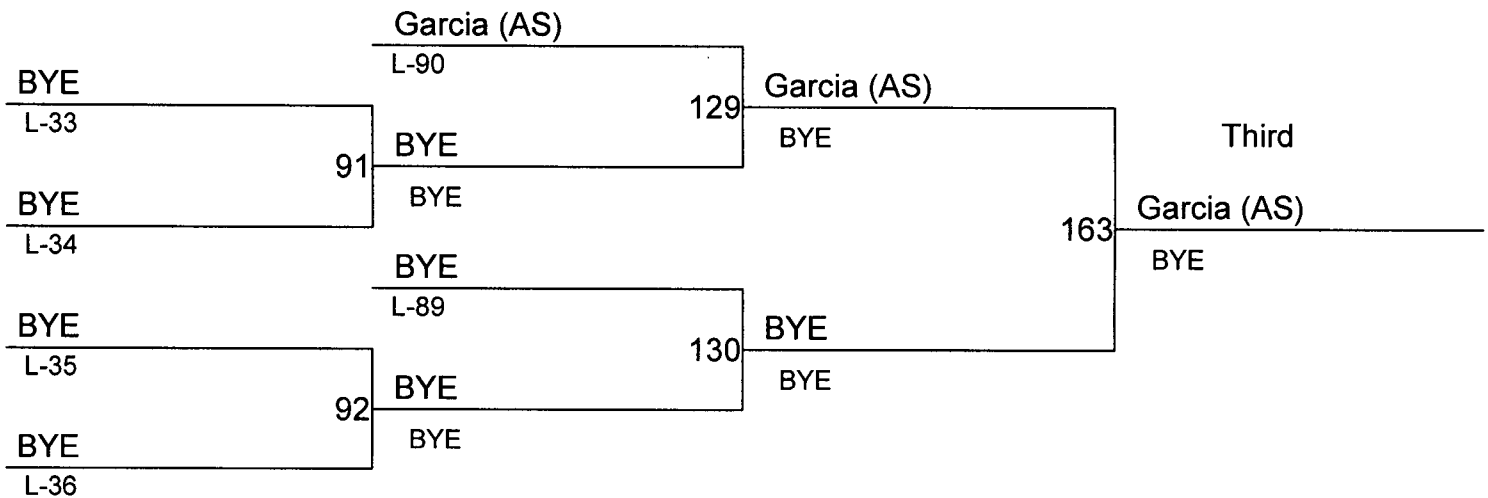 Garcia (AS)
L-90
BYE
L-33
129
Garcia (AS)
BYE
Third
91
BYE
BYE
BYE
L-34
163
Garcia (AS)
BYE
BYE
L-89
BYE
L-35
130
BYE
BYE
92
BYE
BYE
BYE
L-36